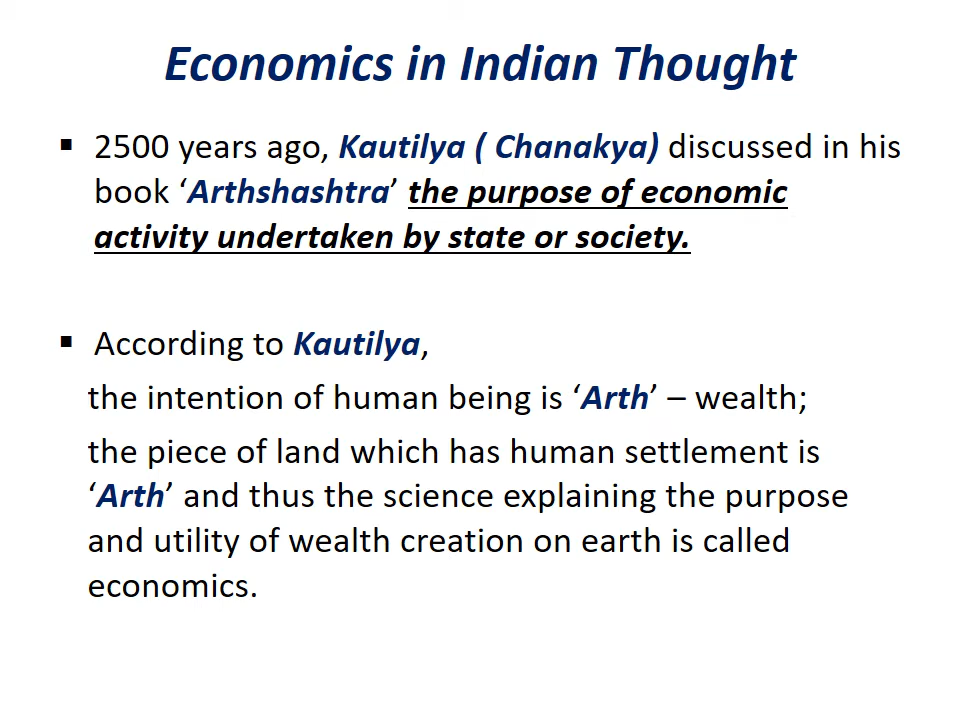 Economics in Indian Thought
▪ 2500 years ago, Kautilya ( Chanakya) discussed in his
book ‘Arthshashtra’ the purpose of economic
activity undertaken by state or society.
▪ According to Kautilya,
the intention of human being is ‘Arth’ – wealth;
the piece of land which has human settlement is
‘Arth’ and thus the science explaining the purpose
and utility of wealth creation on earth is called
economics.